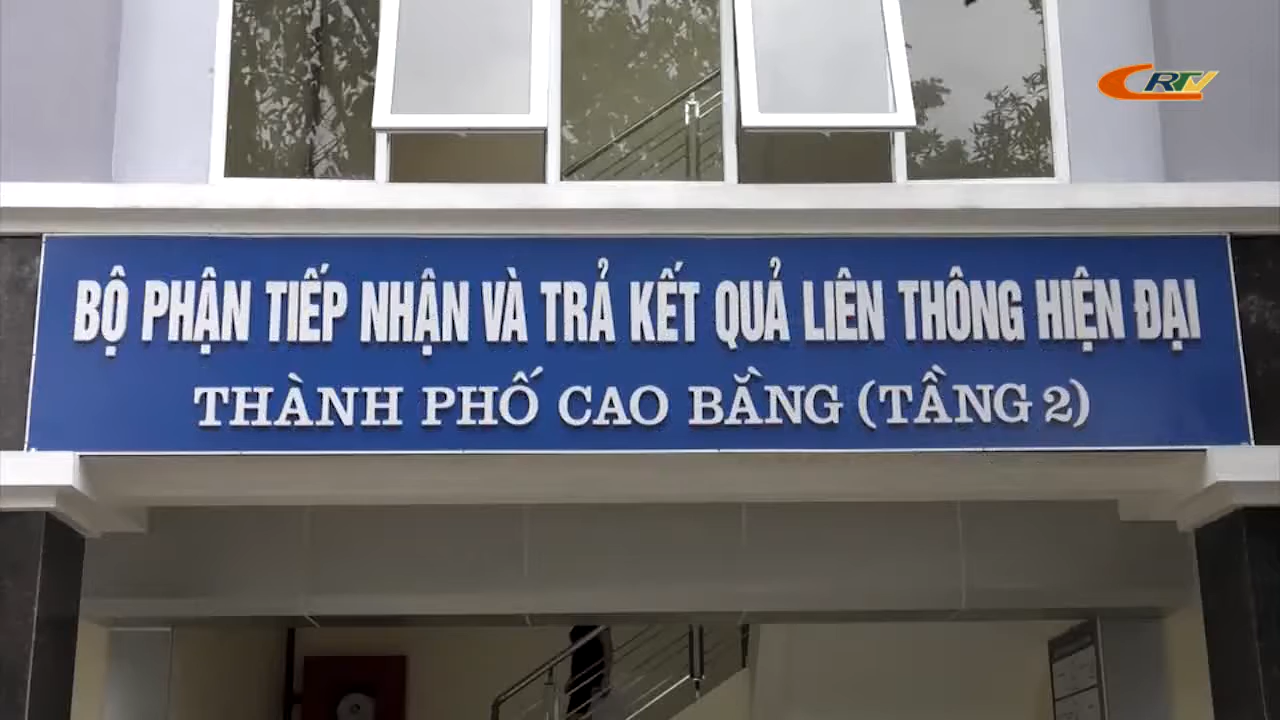 CRTV
BỘ PHẬN TIẾP NHẬN VÀ TRẢ KẾT QUẢ LIÊN THÔNG HIỆN ĐẠI
THÀNH PHỐ CAO BẰNG (TẦNG 2)